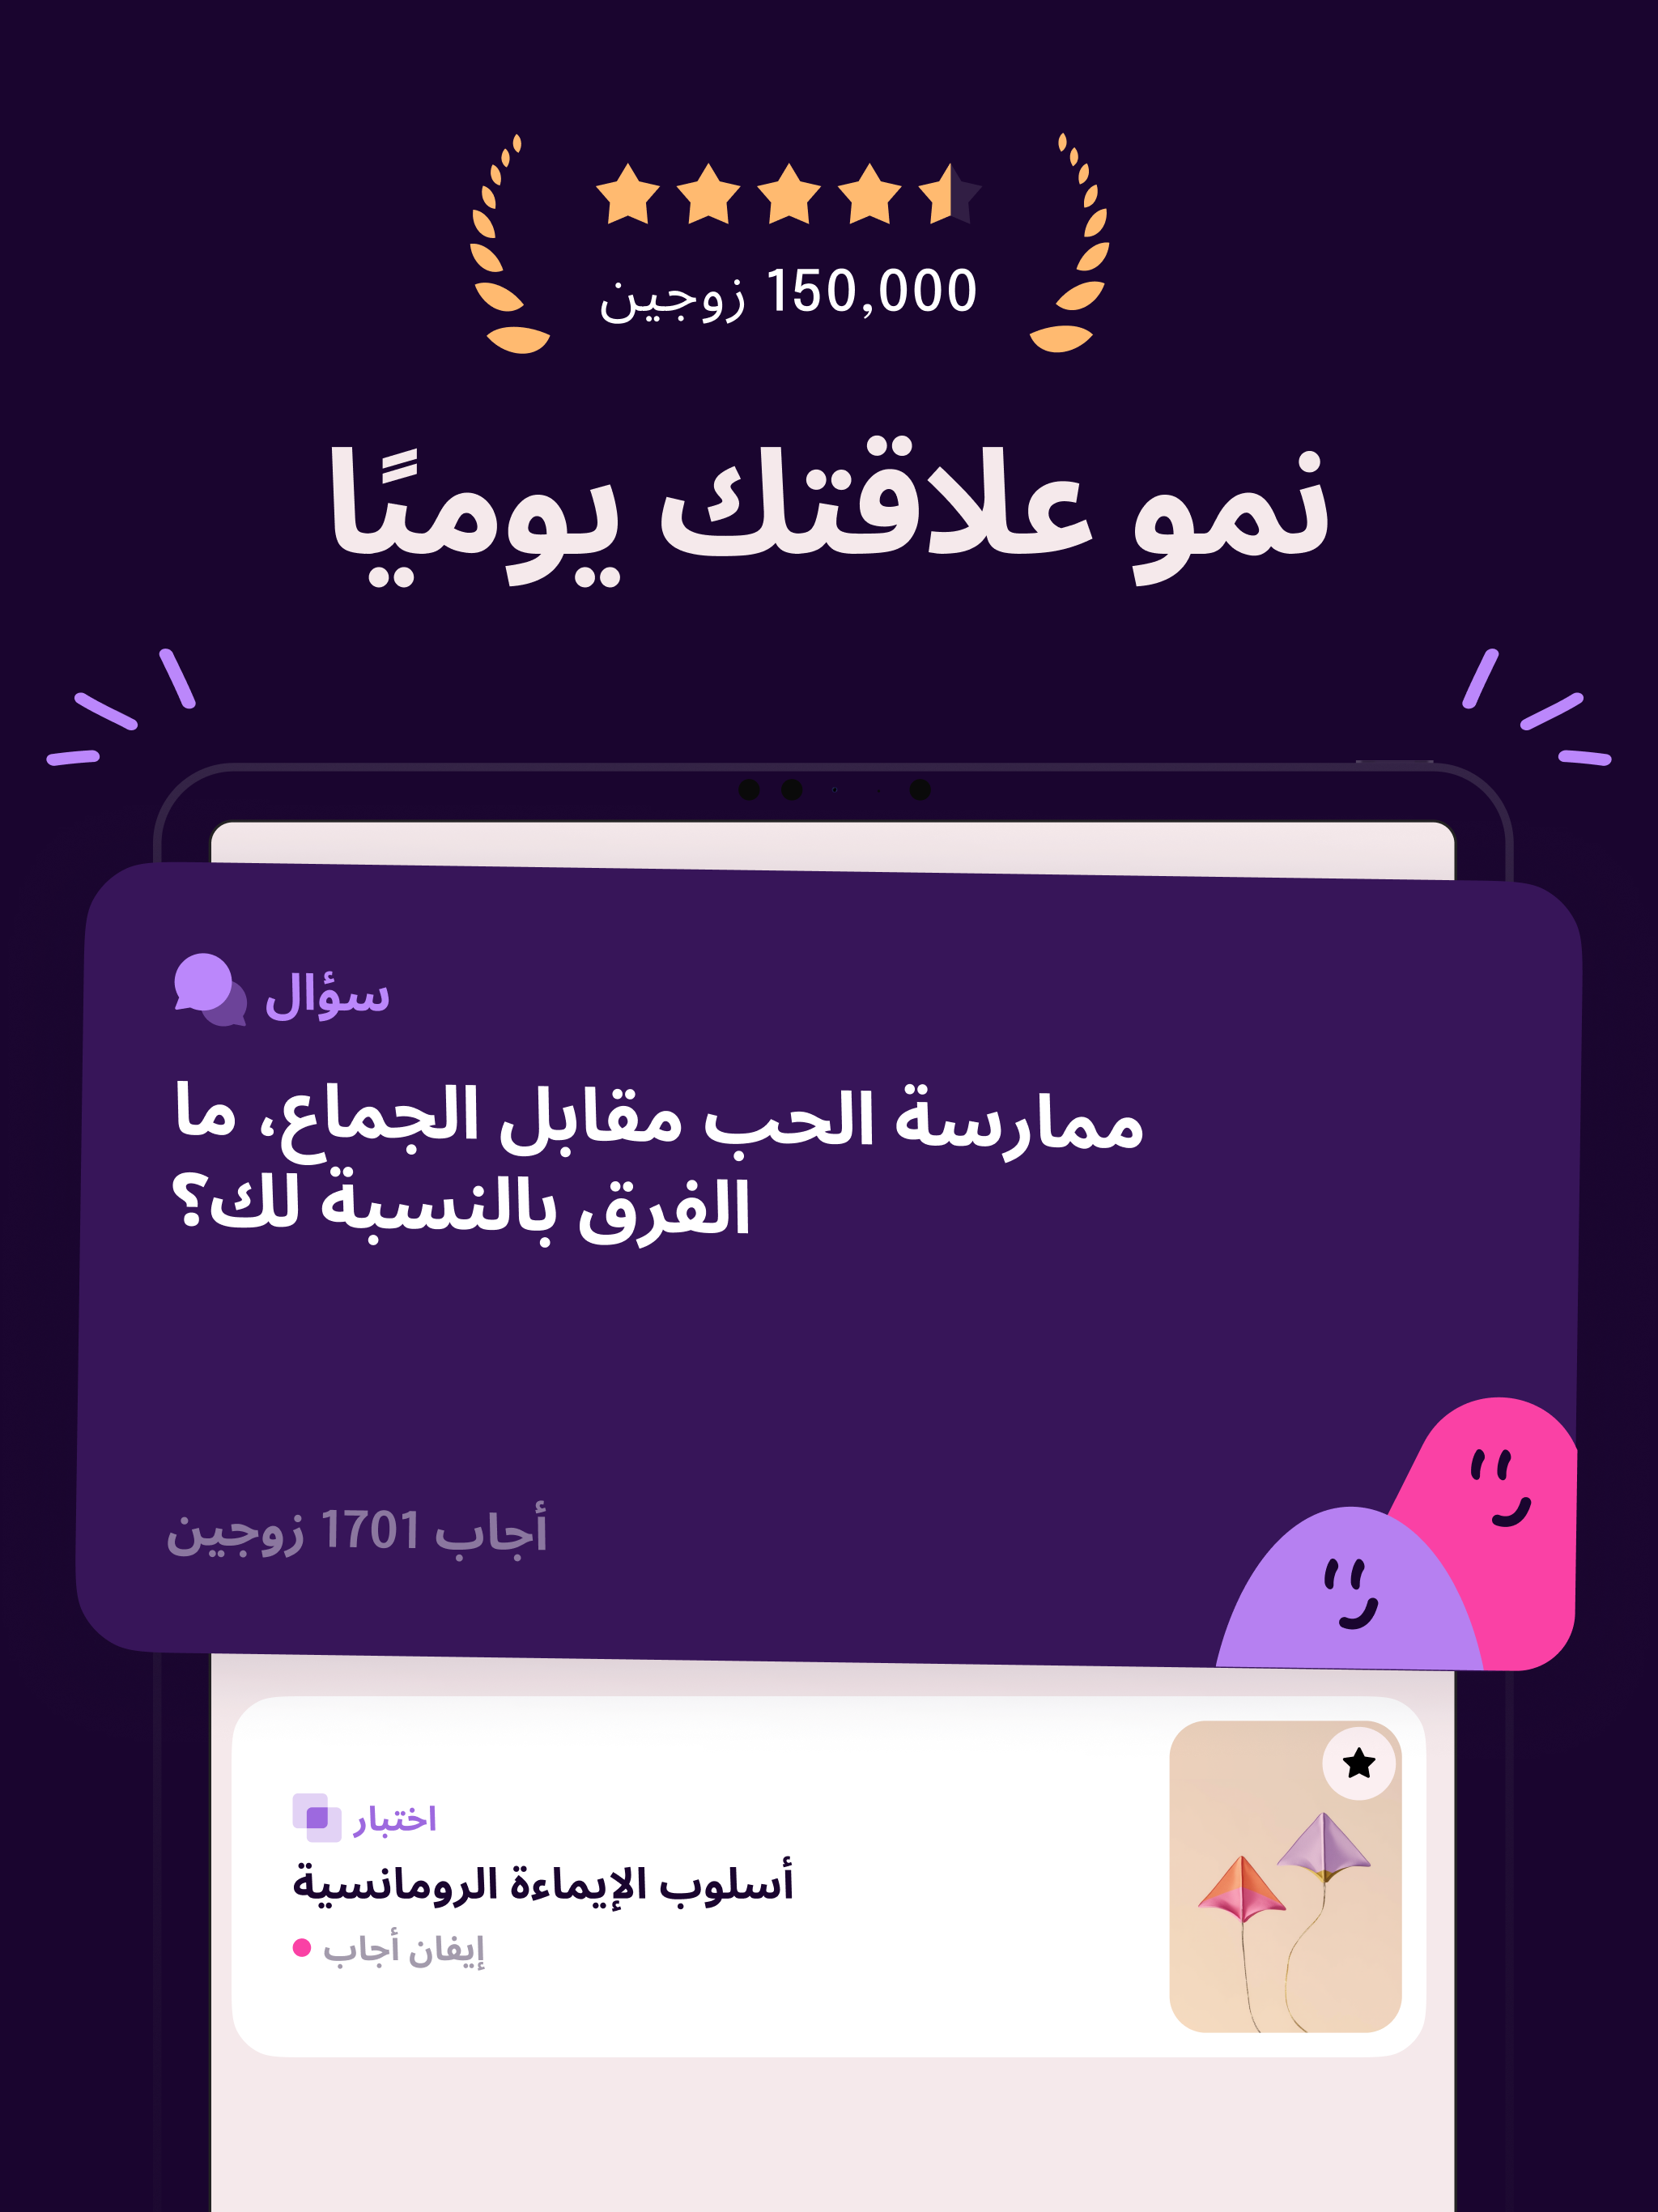 150,000 زوجين
نمو علاقتك يوميًا
سؤال
ممارسة الحب مقابل الجماع، ما
الفرق بالنسبة لك؟
أجاب 1701 زوجين
اختبار
أسلوب الإيماءة الرومانسية
إيفان أجاب